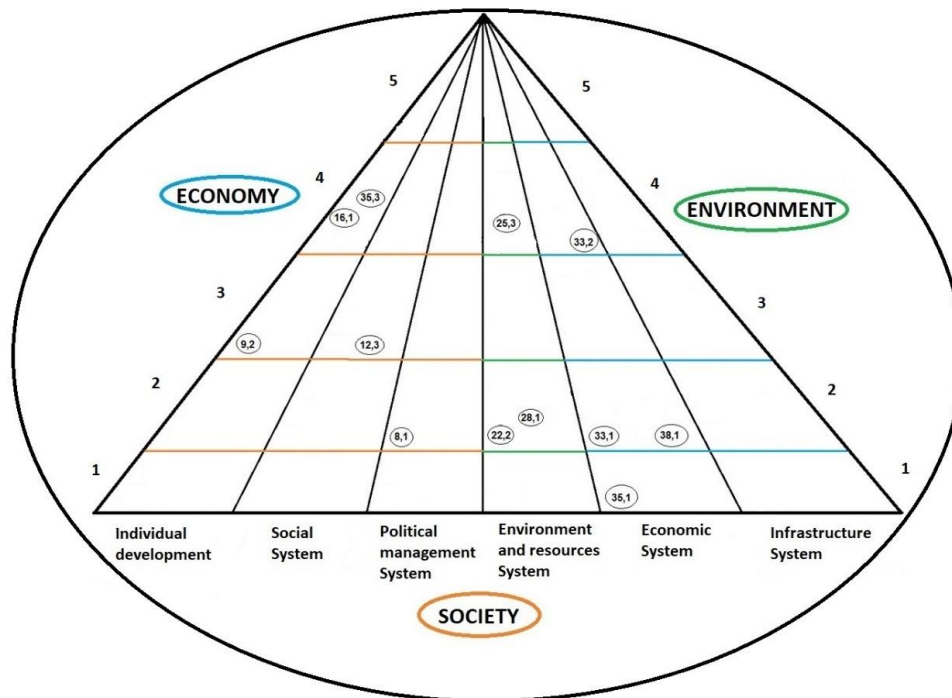 5
5
4
4
ECONOMY
35,3
16,1
25,3
ENVIRONMENT
33,2
3
3
9,2
12,3
2
2
28,1
8,1
22,2
33,1
38,1
1
1
35,1
Individual
development
Social
System
Political
management
System
Environment
and resources
System
Economic
System
Infrastructure
System
SOCIETY